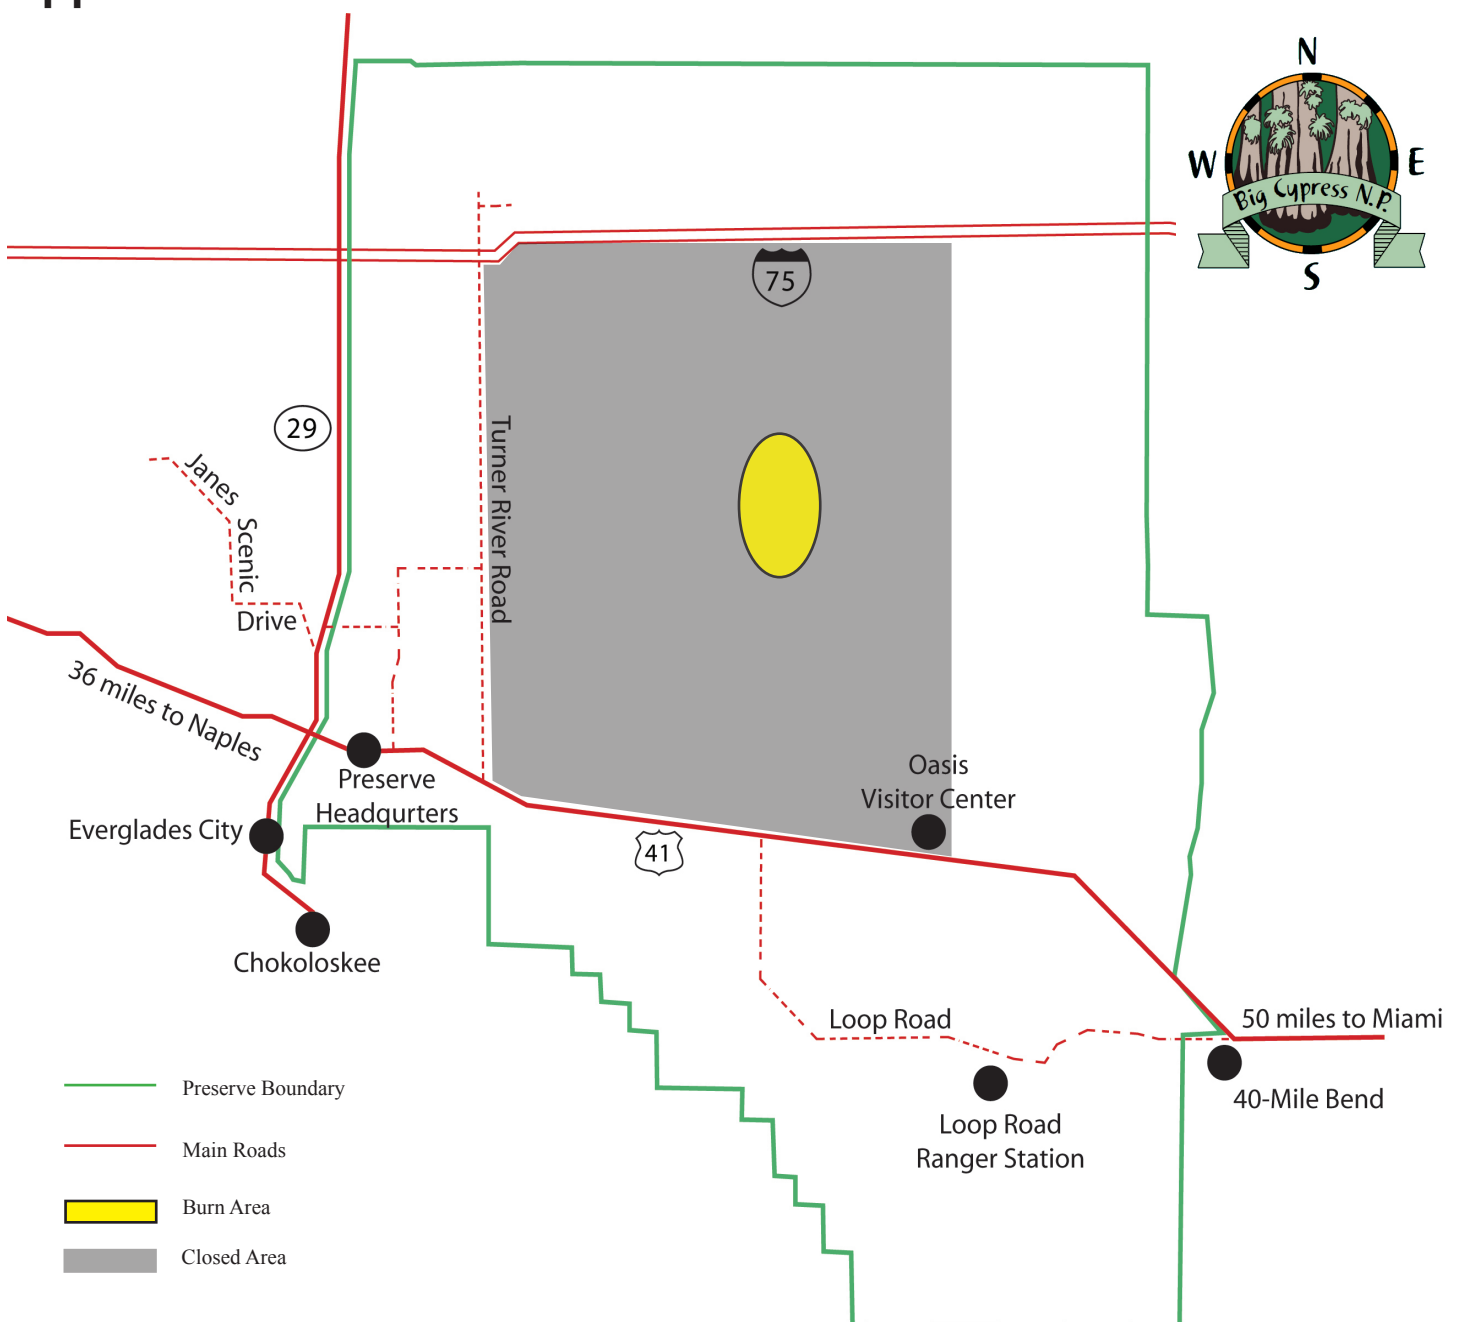 N
W
E
Big Cypress N.P.
S
75
29
Turner River Road
Janes
Scenic
Drive
36 miles to Naples
Oasis
Visitor Center
Preserve
Headqurters
Everglades City
41
Chokoloskee
Loop Road
50 miles to Miami
40-Mile Bend
Loop Road
Ranger Station
Preserve Boundary
Main Roads
Burn Area
Closed Area